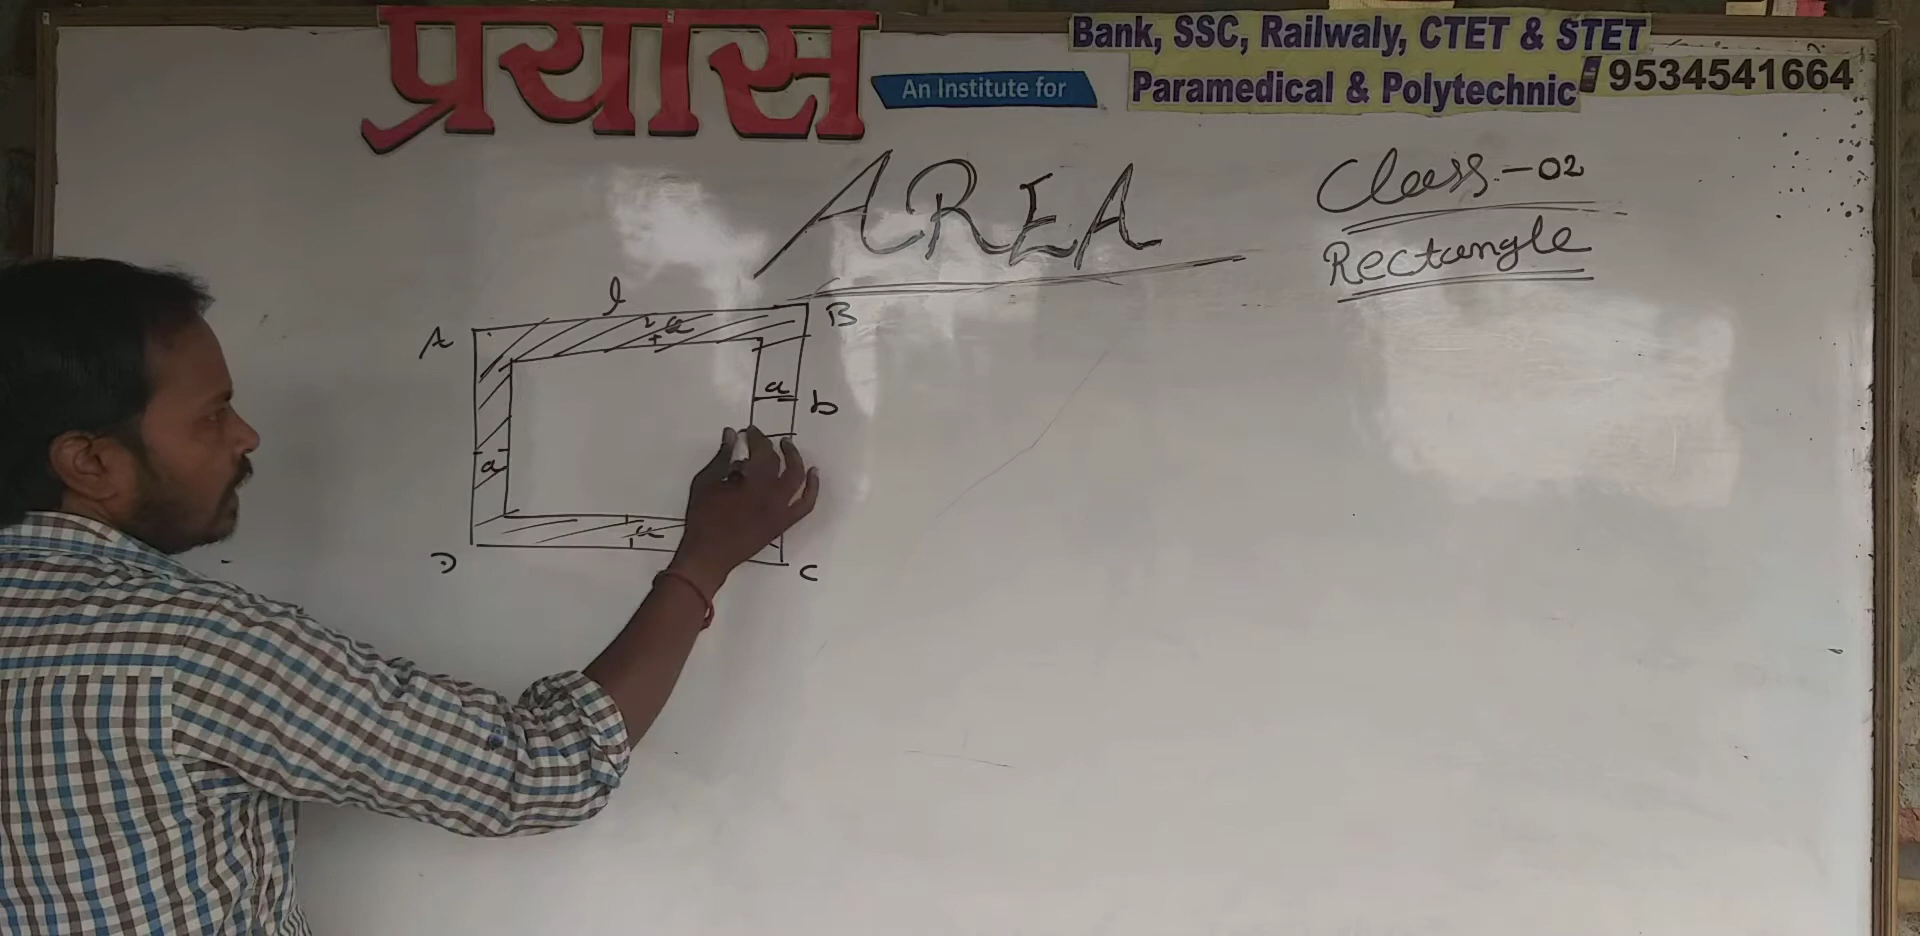 प्रयास
An Institute for
Bank, SSC, Railwaly, CTET & STET
Paramedical & Polytechnic
9534541664
AREA
Class-02
Rectangle
l
A
B
a
a
b
a
a
D
C